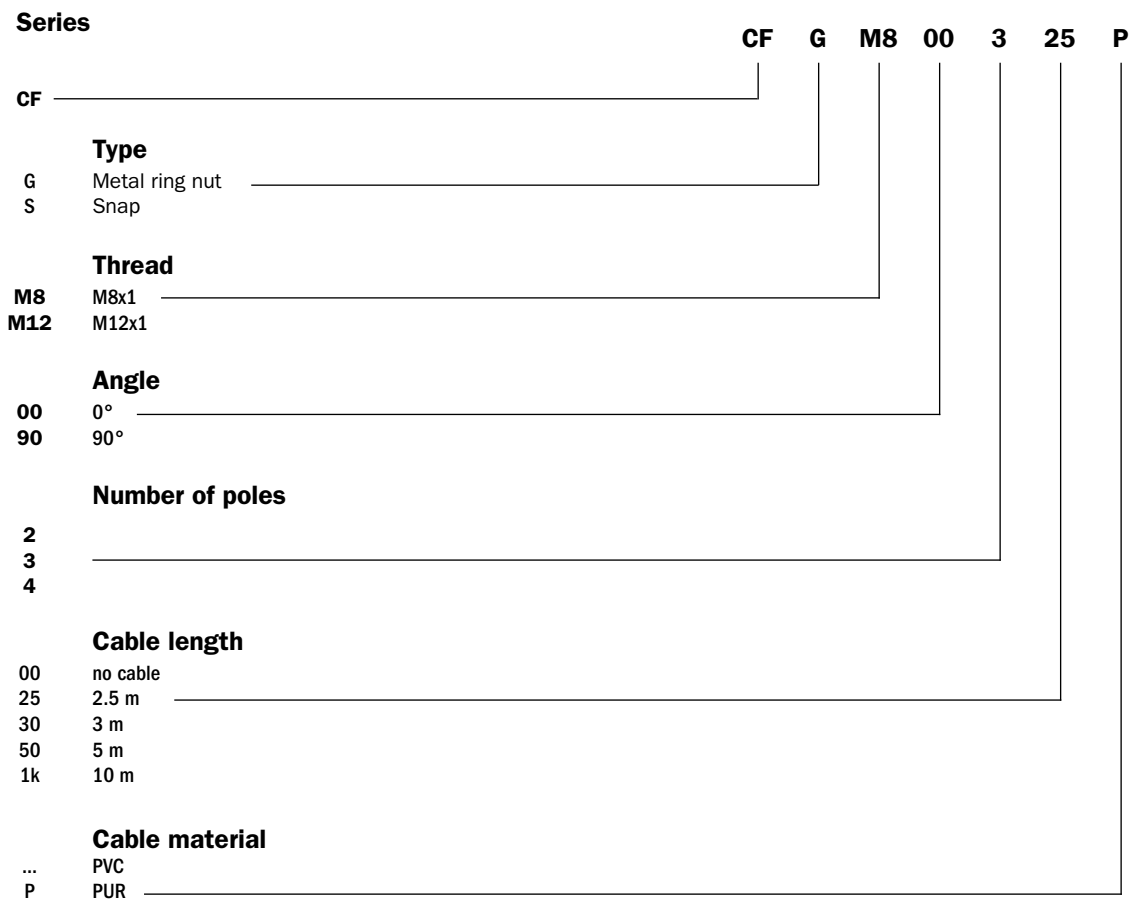 Series
CF G M8 00 3 25 P
CF
Type
G Metal ring nut
S Snap
Thread
M8 M8x1
M12 M12x1
Angle
00 0°
90 90°
Number of poles
2
3
4
Cable length
00 no cable
25 2.5 m
30 3 m
50 5 m
1k 10 m
Cable material
... PVC
P PUR